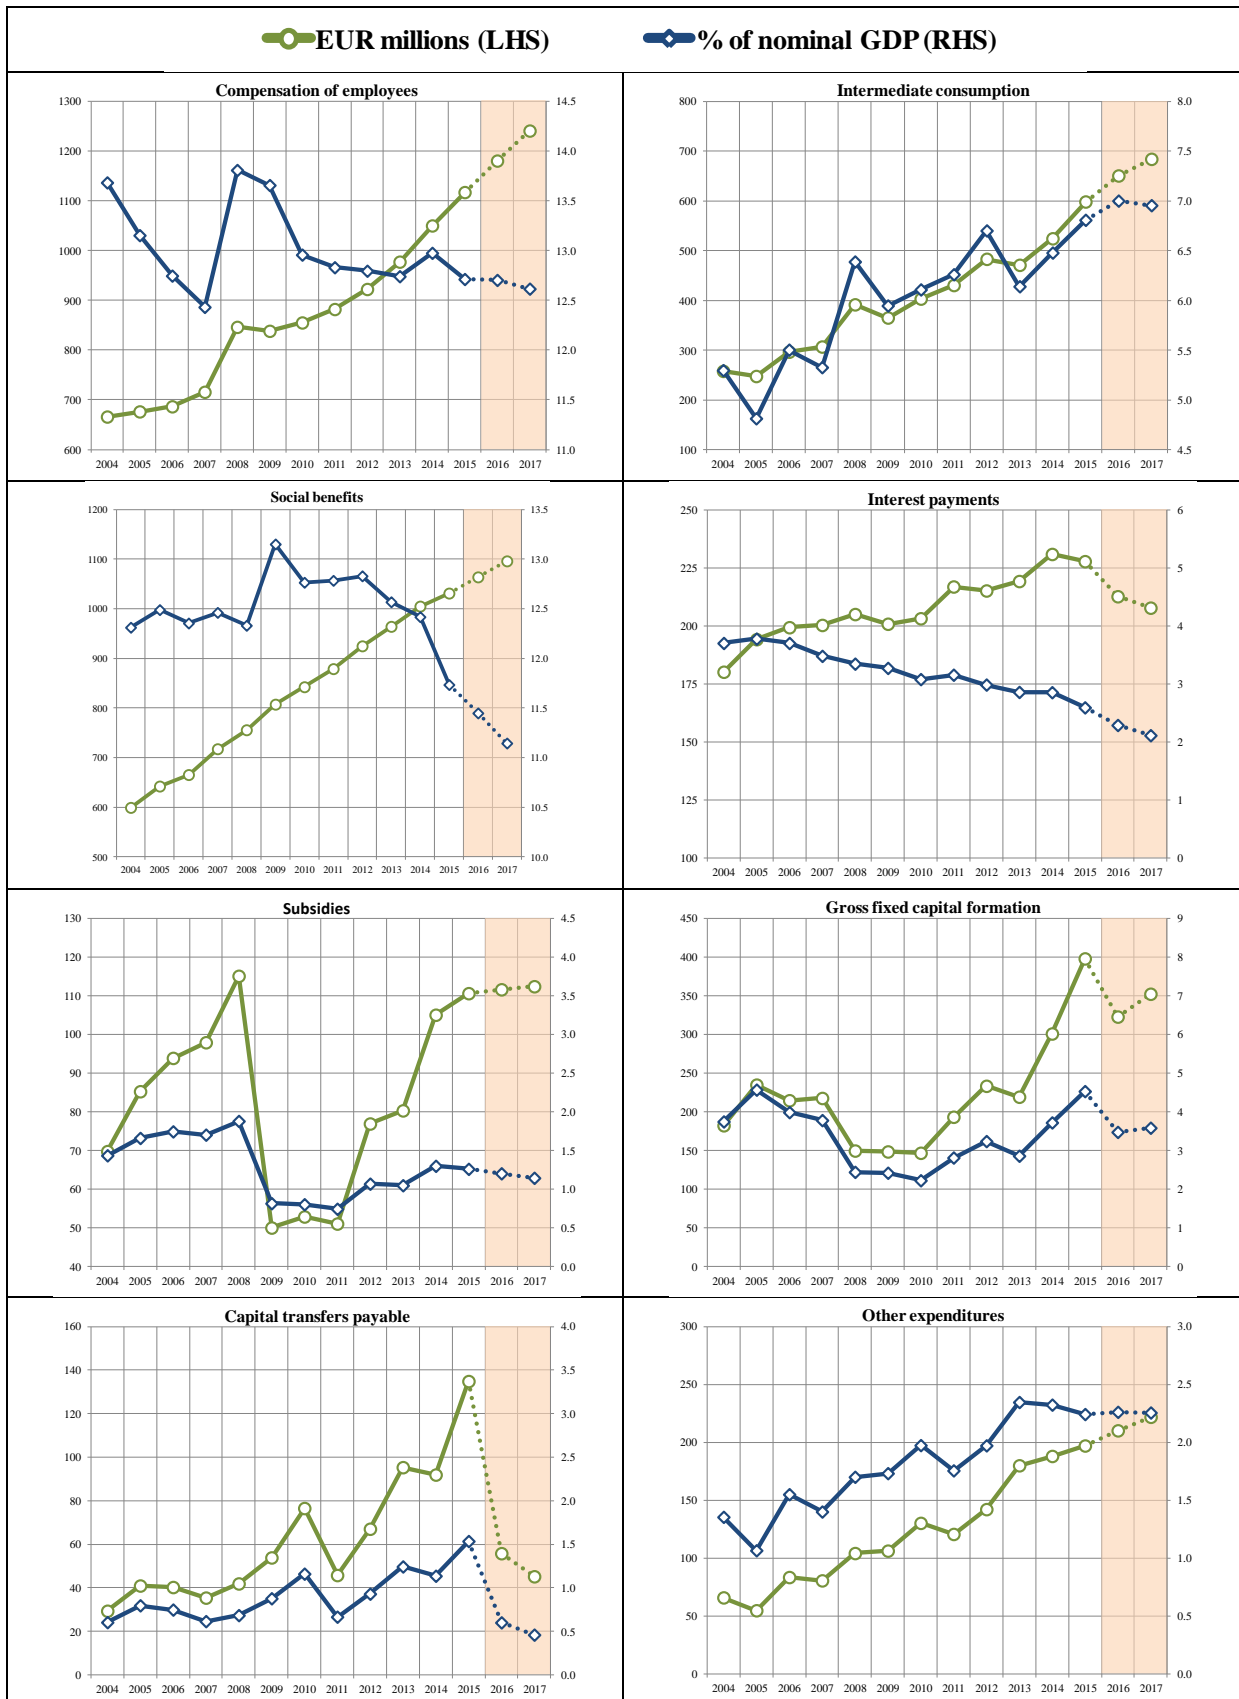 EUR millions (LHS) % of nominal GDP (RHS)
Compensation of employees
1300 1200 1100 1000 900 800 700 600
14.5 14.0 13.5 13.0 12.5 12.0 11.5 11.0
2004 2005 2006 2007 2008 2009 2010 2011 2012 2013 2014 2015 2016 2017
Intermediate consumption
800 700 600 500 400 300 200 100
8.0 7.5 7.0 6.5 6.0 5.5 5.0 4.5
2004 2005 2006 2007 2008 2009 2010 2011 2012 2013 2014 2015 2016 2017
Social benefits
1200 1100 1000 900 800 700 600 500
13.5 13.0 12.5 12.0 11.5 11.0 10.5 10.0
2004 2005 2006 2007 2008 2009 2010 2011 2012 2013 2014 2015 2016 2017
Interest payments
250 225 200 175 150 125 100
6 5 4 3 2 1 0
2004 2005 2006 2007 2008 2009 2010 2011 2012 2013 2014 2015 2016 2017
Subsidies
130 120 110 100 90 80 70 60 50 40
4.5 4.0 3.5 3.0 2.5 2.0 1.5 1.0 0.5 0.0
2004 2005 2006 2007 2008 2009 2010 2011 2012 2013 2014 2015 2016 2017
Gross fixed capital formation
450 400 350 300 250 200 150 100 50 0
9 8 7 6 5 4 3 2 1 0
2004 2005 2006 2007 2008 2009 2010 2011 2012 2013 2014 2015 2016 2017
Capital transfers payable
160 140 120 100 80 60 40 20 0
4.0 3.5 3.0 2.5 2.0 1.5 1.0 0.5 0.0
2004 2005 2006 2007 2008 2009 2010 2011 2012 2013 2014 2015 2016 2017
Other expenditures
300 250 200 150 100 50 0
3.0 2.5 2.0 1.5 1.0 0.5 0.0
2004 2005 2006 2007 2008 2009 2010 2011 2012 2013 2014 2015 2016 2017